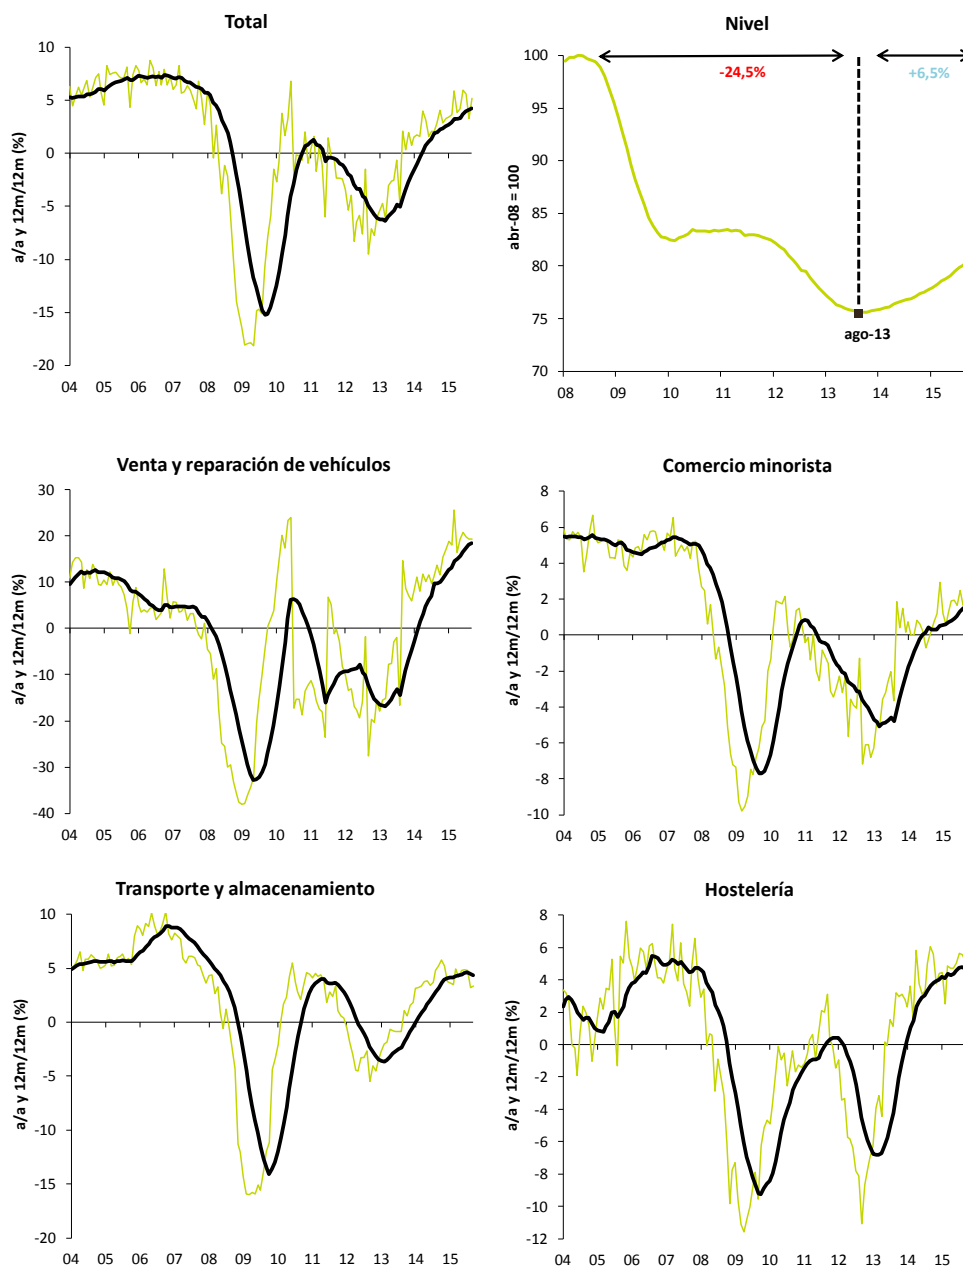 Total
a/a y 12m/12m (%)
10
5
0
-5
-10
-15
-20
04 05 06 07 08 09 10 11 12 13 14 15
Nivel
abr-08 = 100
100
95
90
85
80
75
70
-24,5%
+6,5%
ago-13
08 09 10 11 12 13 14 15
Venta y reparación de vehículos
a/a y 12m/12m (%)
30
20
10
0
-10
-20
-30
-40
04 05 06 07 08 09 10 11 12 13 14 15
Comercio minorista
a/a y 12m/12m (%)
8
6
4
2
0
-2
-4
-6
-8
-10
04 05 06 07 08 09 10 11 12 13 14 15
Transporte y almacenamiento
a/a y 12m/12m (%)
10
5
0
-5
-10
-15
-20
04 05 06 07 08 09 10 11 12 13 14 15
Hostelería
a/a y 12m/12m (%)
8
6
4
2
0
-2
-4
-6
-8
-10
-12
04 05 06 07 08 09 10 11 12 13 14 15